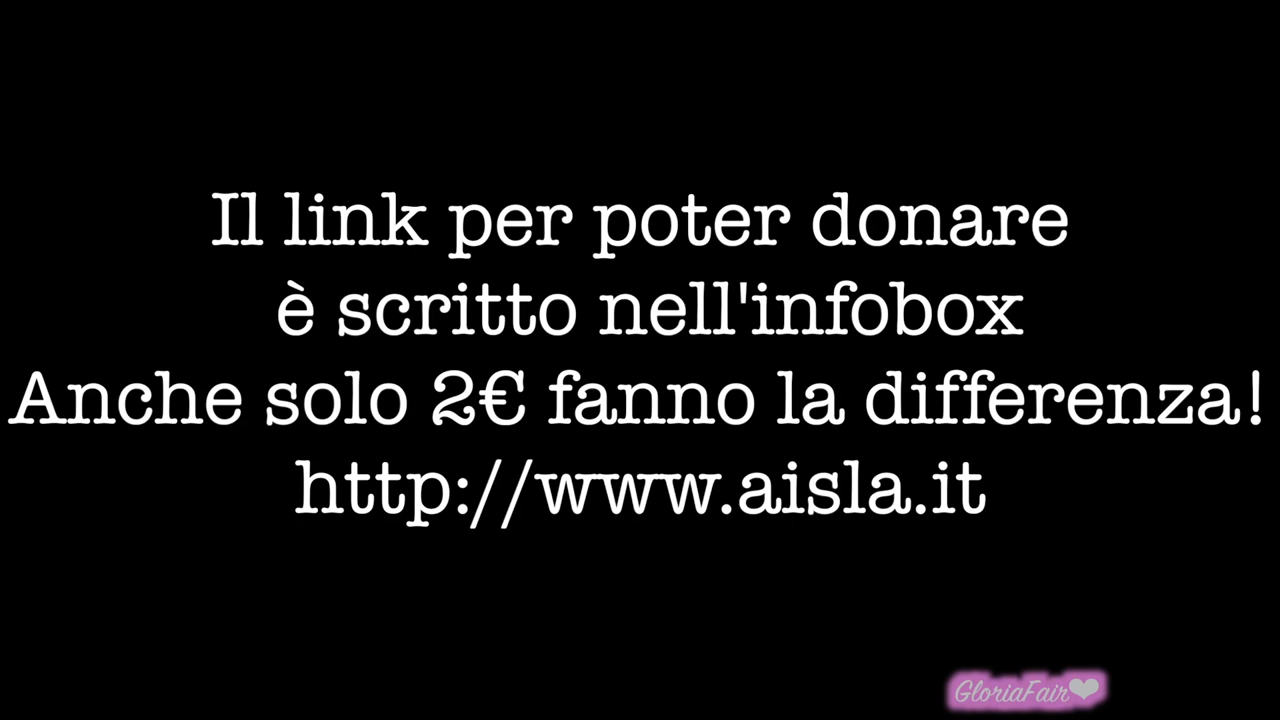 Il link per poter donare
è scritto nell'infobox
Anche solo 2€ fanno la differenza!
http://www.aisla.it
GloriaFair❤